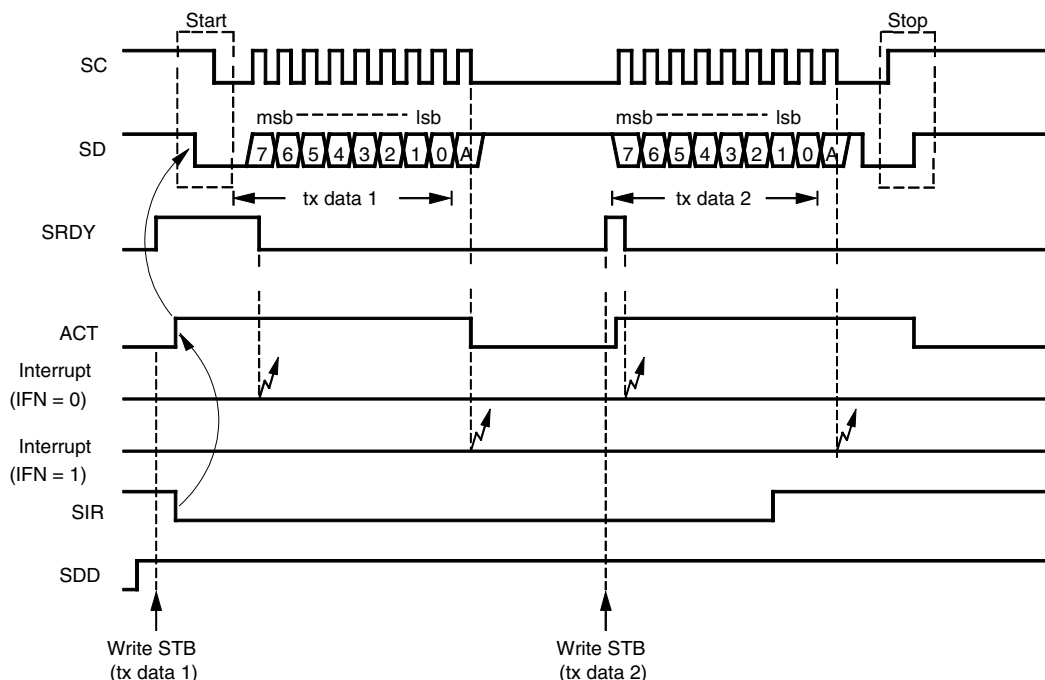 Start
Stop
SC
msb lsb
msb lsb
SD
7 6 5 4 3 2 1 0 A
7 6 5 4 3 2 1 0 A
tx data 1
tx data 2
SRDY
ACT
Interrupt
(IFN = 0)
Interrupt
(IFN = 1)
SIR
SDD
Write STB
(tx data 1)
Write STB
(tx data 2)